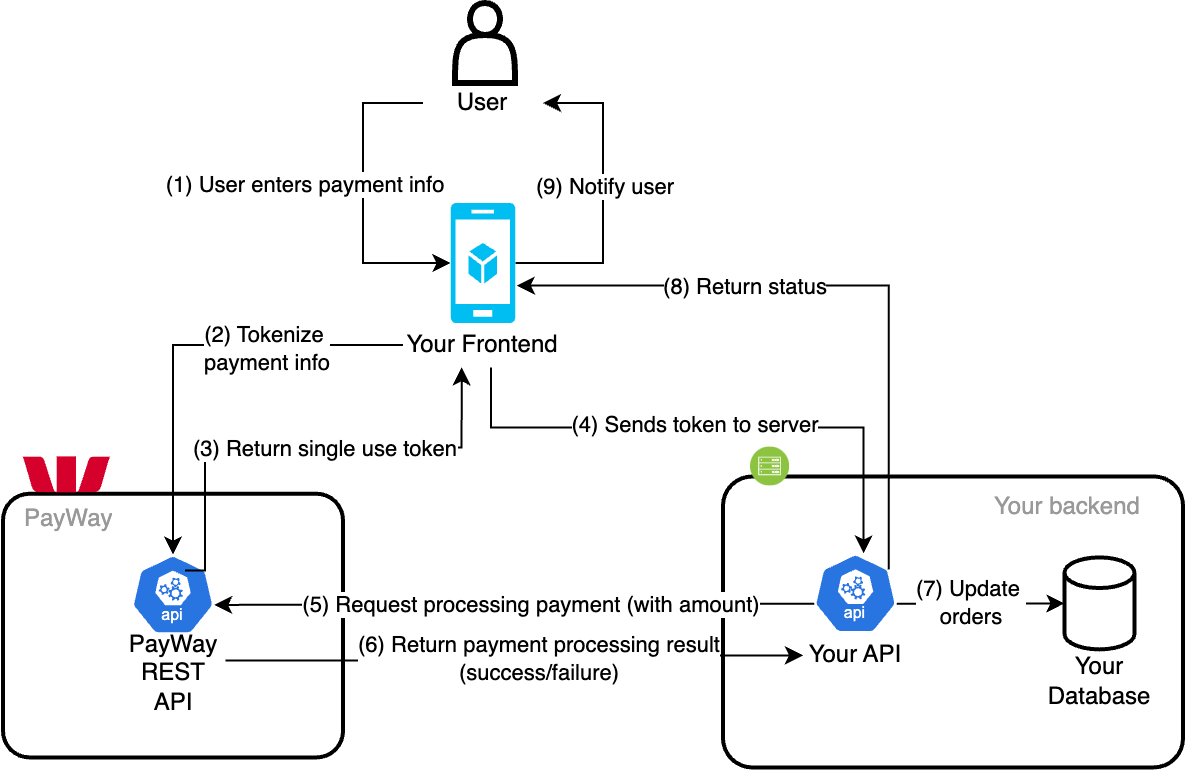 User
(1) User enters payment info
(9) Notify user
(8) Return status
(2) Tokenize
payment info
Your Frontend
(4) Sends token to server
(3) Return single use token
PayWay
Your backend
api
PayWay
REST
API
(5) Request processing payment (with amount)
(6) Return payment processing result
(success/failure)
api
Your API
(7) Update
orders
Your
Database